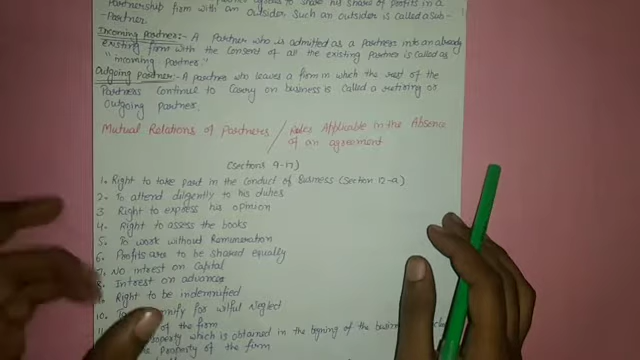 Partnership firm with an outsider, such an outsider is called a sub-
-Partner.
Incoming Partner:- A Partner who is admitted as a Partners into an already
existing firm with the consent of all the existing Partner is called as
"incoming Partner."
Outgoing Partner:- A partner who leaves a firm in which the rest of the
Partners continue to carry on business is called a retiring or
outgoing Partner.
Mutual Relations of Partners / Rules Applicable in the Absence
of an agreement
(Sections 9-17)
1. Right to take part in the conduct of Business (Section 12-a)
2. To attend diligently to his duties
3 Right to express his opinion
4. Right to assess the books
5. To work without Remuneration
6. Profits are to be shared equally
7. No intrest on Capital
8. Intrest on advances
Right to be indemnified
10. for wilful neglect
of the firm
property which is obtained in the of the
Property of the firm